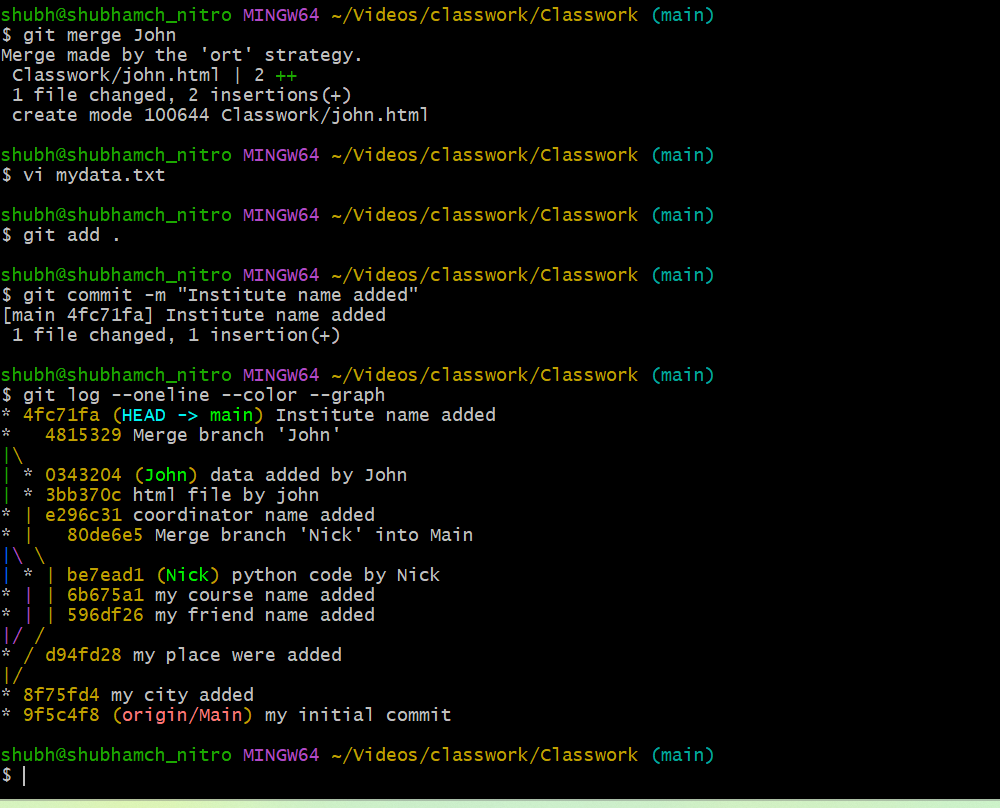 shubh@shubhamch_nitro MINGW64 ~/Videos/classwork/Classwork (main)
$ git merge John
Merge made by the 'ort' strategy.
 Classwork/john.html | 2 ++
 1 file changed, 2 insertions(+)
 create mode 100644 Classwork/john.html

shubh@shubhamch_nitro MINGW64 ~/Videos/classwork/Classwork (main)
$ vi mydata.txt

shubh@shubhamch_nitro MINGW64 ~/Videos/classwork/Classwork (main)
$ git add .

shubh@shubhamch_nitro MINGW64 ~/Videos/classwork/Classwork (main)
$ git commit -m "Institute name added"
[main 4fc71fa] Institute name added
 1 file changed, 1 insertion(+)

shubh@shubhamch_nitro MINGW64 ~/Videos/classwork/Classwork (main)
$ git log --oneline --color --graph
* 4fc71fa (HEAD -> main) Institute name added
*   4815329 Merge branch 'John'
|\
| * 0343204 (John) data added by John
| * 3bb370c html file by john
* | e296c31 coordinator name added
* |   80de6e5 Merge branch 'Nick' into Main
|\ \
| * | be7ead1 (Nick) python code by Nick
* | | 6b675a1 my course name added
* | | 596df26 my friend name added
|/ /
* / d94fd28 my place were added
|/
* 8f75fd4 my city added
* 9f5c4f8 (origin/Main) my initial commit

shubh@shubhamch_nitro MINGW64 ~/Videos/classwork/Classwork (main)
$